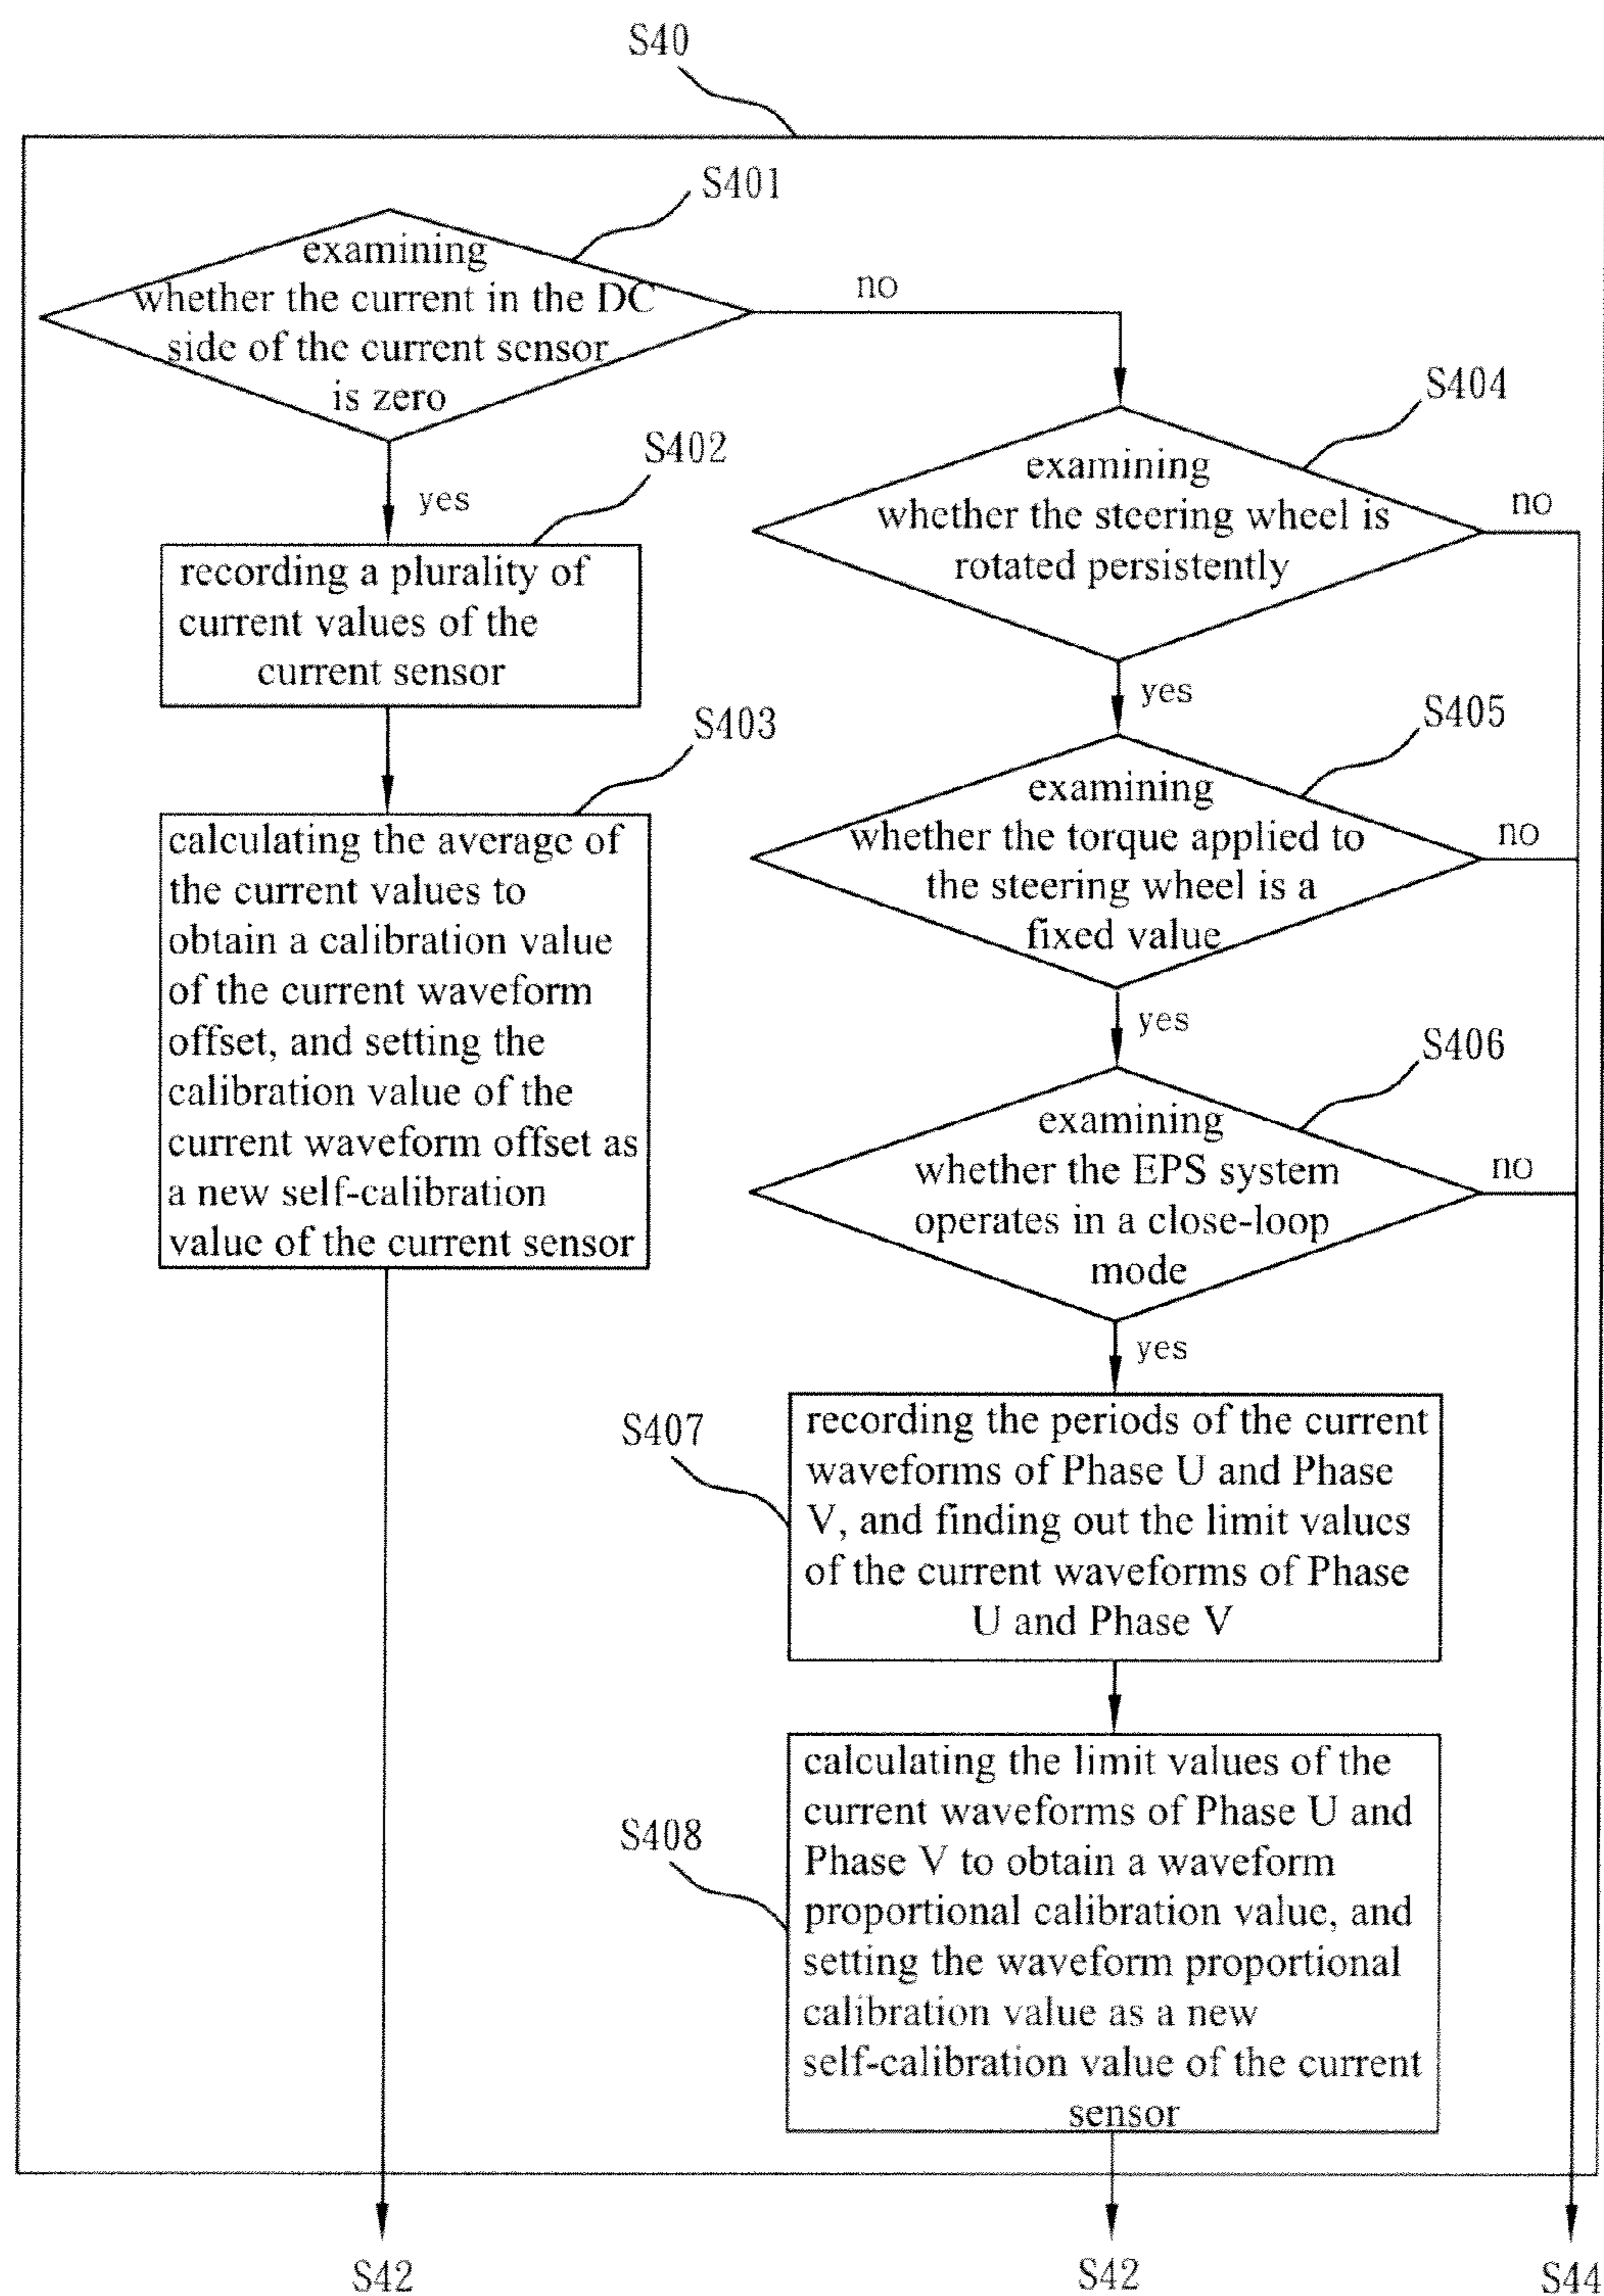 S40
S401
examining
whether the current in the DC
side of the current sensor
is zero
no
yes
S402
recording a plurality of
current values of the
current sensor
S403
calculating the average of
the current values to
obtain a calibration value
of the current waveform
offset, and setting the
calibration value of the
current waveform offset as
a new self-calibration
value of the current sensor
S42
S404
examining
whether the steering wheel is
rotated persistently
no
yes
S405
examining
whether the torque applied to
the steering wheel is a
fixed value
no
yes
S406
examining
whether the EPS system
operates in a close-loop
mode
no
yes
S407
recording the periods of the current
waveforms of Phase U and Phase
V, and finding out the limit values
of the current waveforms of Phase
U and Phase V
S408
calculating the limit values of the
current waveforms of Phase U and
Phase V to obtain a waveform
proportional calibration value, and
setting the waveform proportional
calibration value as a new
self-calibration value of the current
sensor
S42
S44